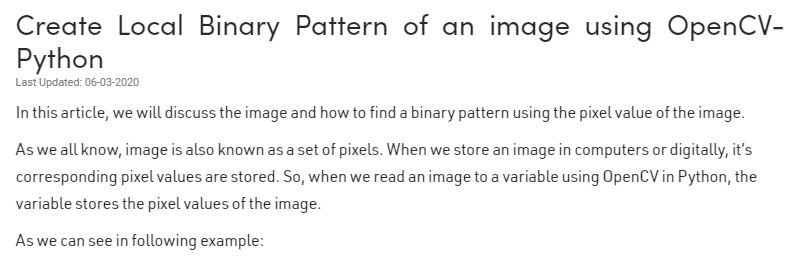 Create Local Binary Pattern of an image using OpenCV-
Python
Last Updated: 06-03-2020
In this article, we will discuss the image and how to find a binary pattern using the pixel value of the image.
As we all know, image is also known as a set of pixels. When we store an image in computers or digitally, it’s
corresponding pixel values are stored. So, when we read an image to a variable using OpenCV in Python, the
variable stores the pixel values of the image.
As we can see in following example: